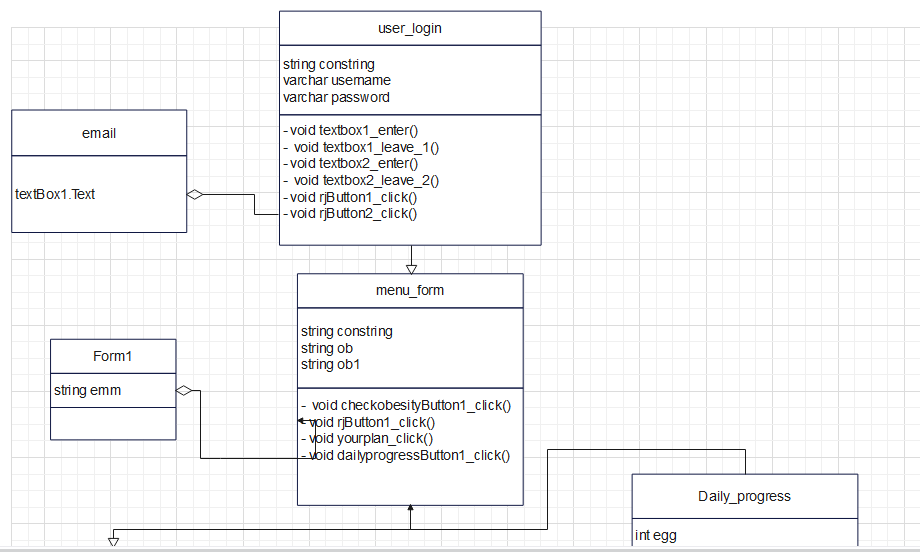 user_login
string constring
varchar username
varchar password
- void textbox1_enter()
- void textbox1_leave_1()
- void textbox2_enter()
- void textbox2_leave_2()
- void rjButton1_click()
- void rjButton2_click()
email
textBox1.Text
menu_form
string constring
string ob
string ob1
- void checkobesityButton1_click()
- void rjButton1_click()
- void yourplan_click()
- void dailyprogressButton1_click()
Form1
string emm
Daily_progress
int egg